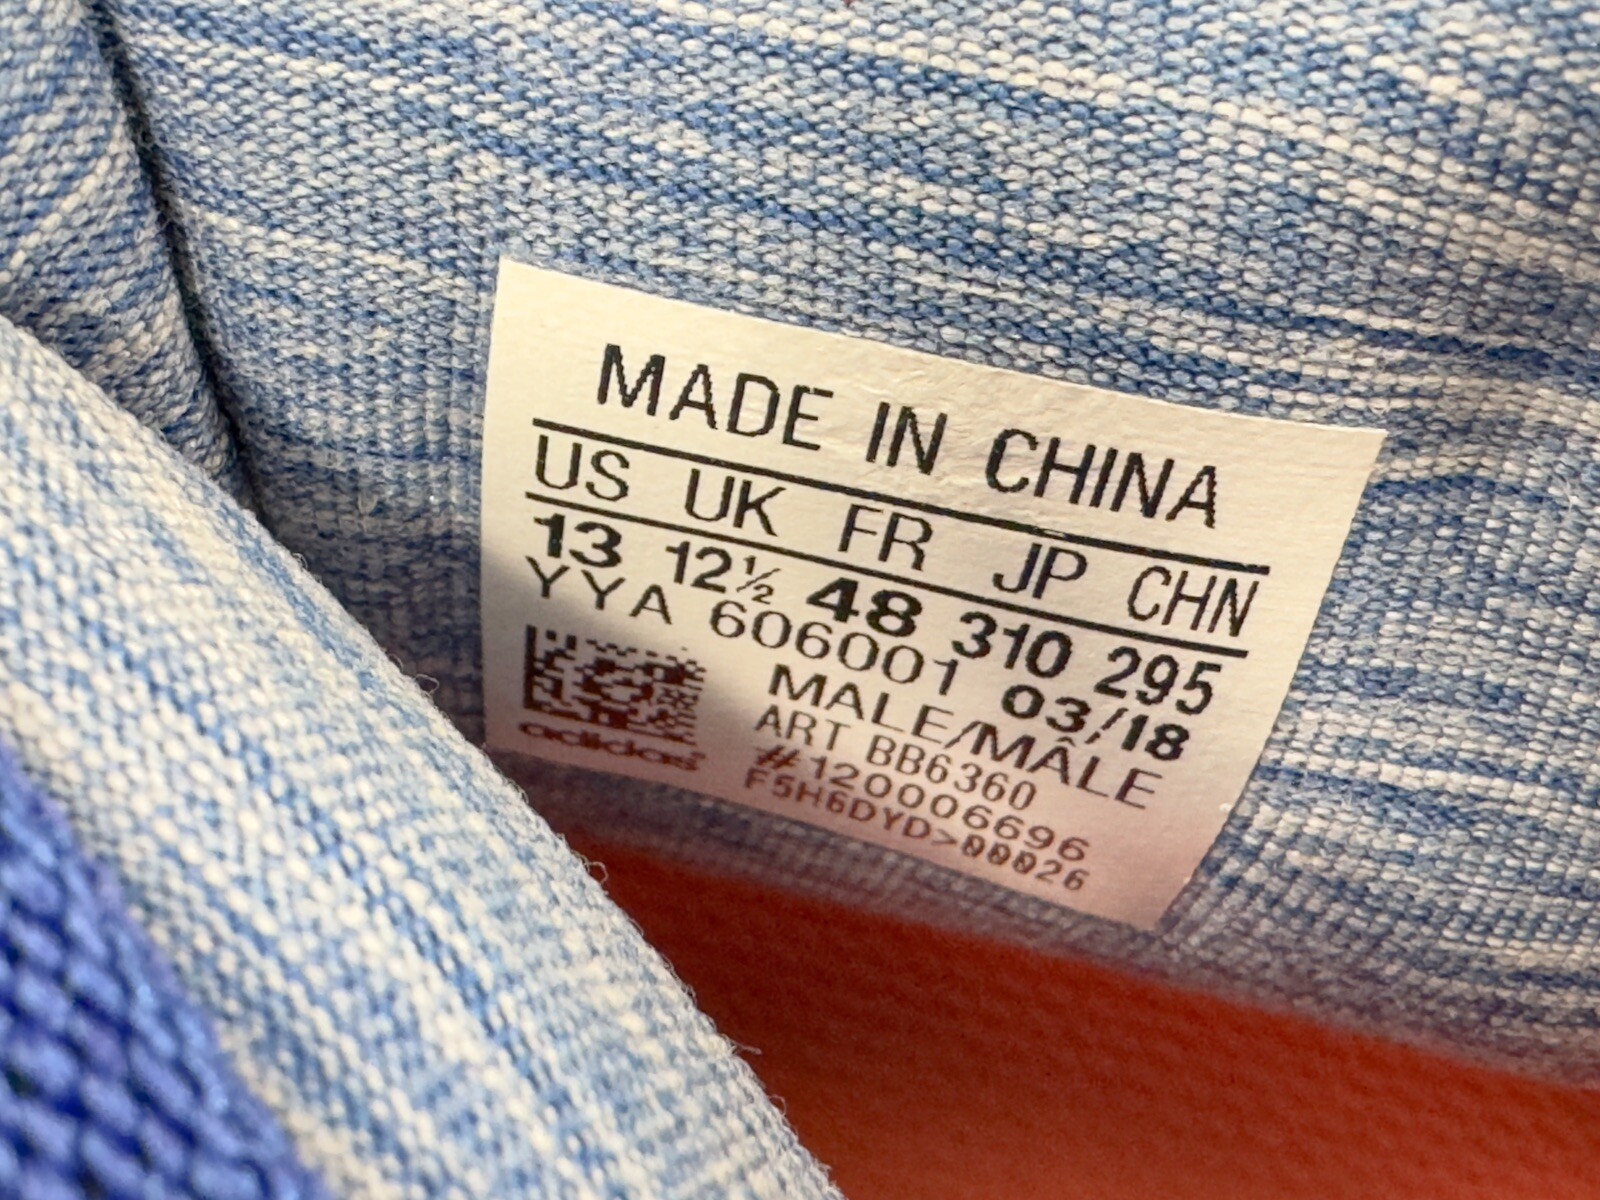 MADE IN CHINA
US UK FR JP CHN
13 12½ 48 310 295
YYA 606001 03/18
MALE/MÂLE
ART BB6360
#120006696
F5H6DYD>00026
adidas